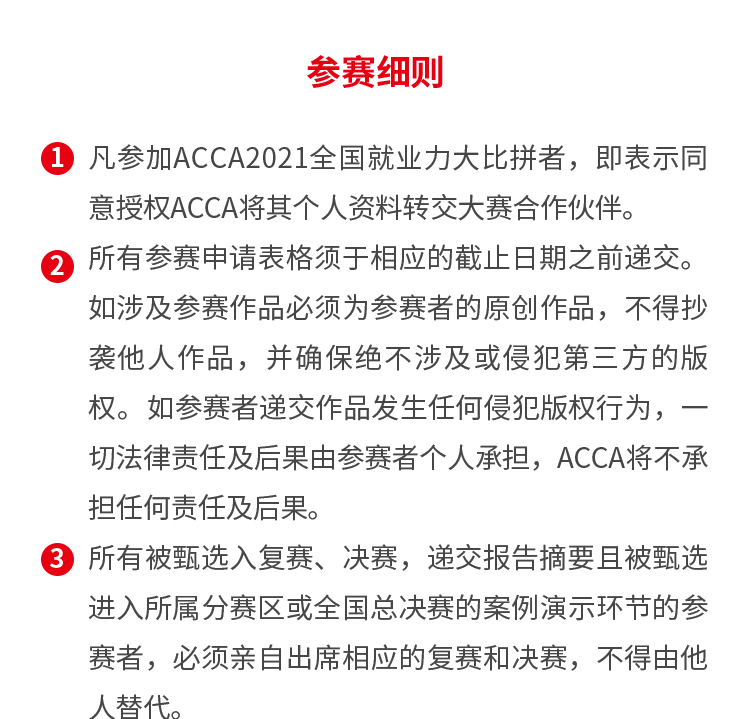 参赛细则
1 凡参加ACCA2021全国就业力大比拼者，即表示同
意授权ACCA将其个人资料转交大赛合作伙伴。
2 所有参赛申请表格须于相应的截止日期之前递交。
如涉及参赛作品必须为参赛者的原创作品，不得抄
袭他人作品，并确保绝不涉及或侵犯第三方的版
权。如参赛者递交作品发生任何侵犯版权行为，一
切法律责任及后果由参赛者个人承担，ACCA将不承
担任何责任及后果。
3 所有被甄选入复赛、决赛，递交报告摘要且被甄选
进入所属分赛区或全国总决赛的案例演示环节的参
赛者，必须亲自出席相应的复赛和决赛，不得由他
人替代。